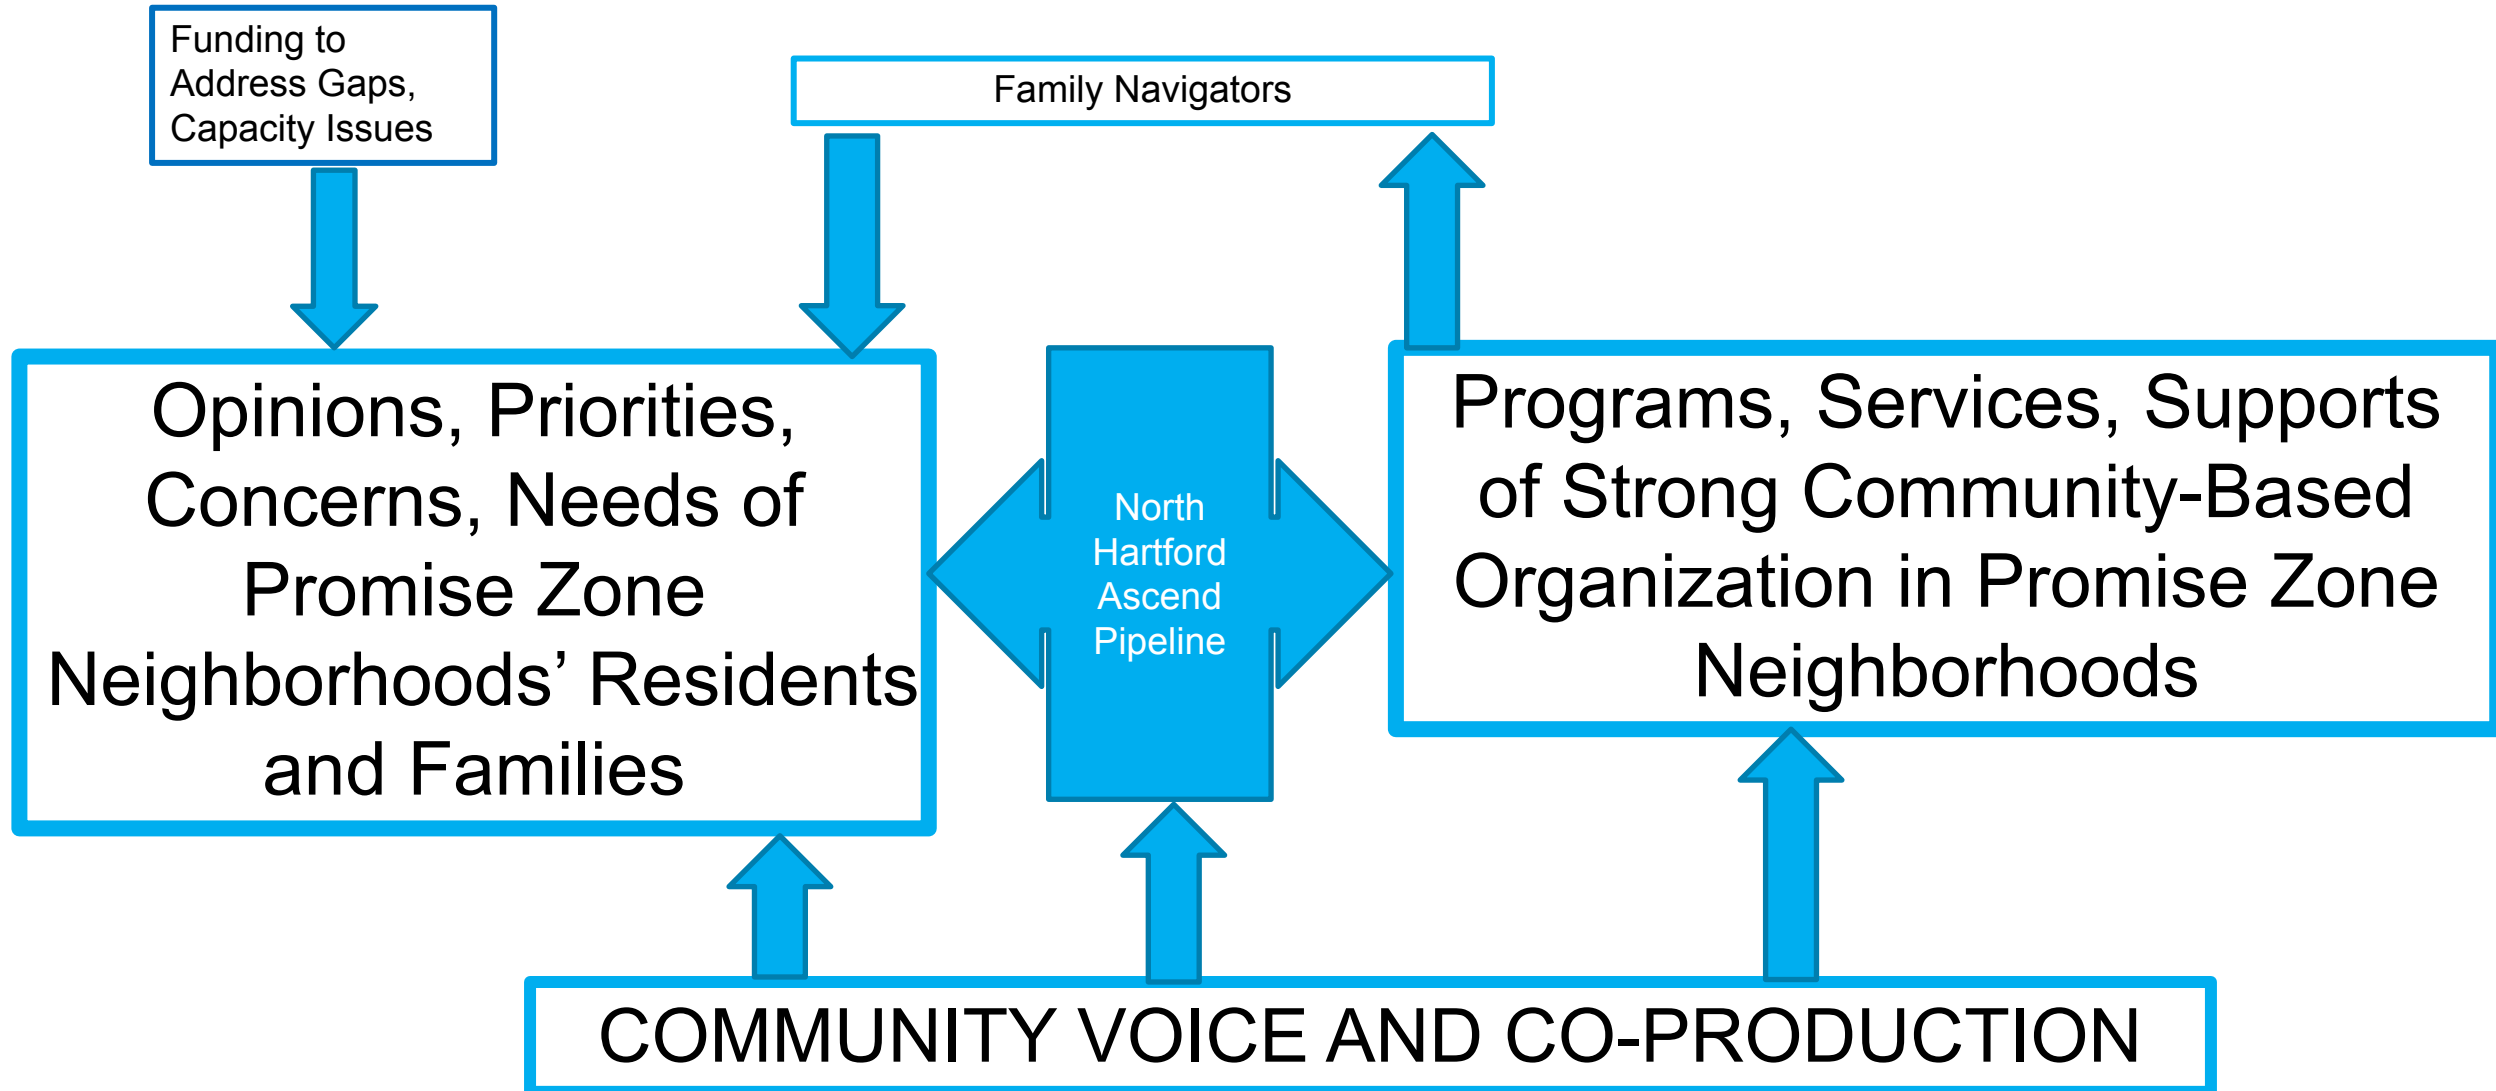 Funding to
Address Gaps,
Capacity Issues
Family Navigators
Opinions, Priorities,
Concerns, Needs of
Promise Zone
Neighborhoods’ Residents
and Families
North
Hartford
Ascend
Pipeline
Programs, Services, Supports
of Strong Community-Based
Organization in Promise Zone
Neighborhoods
COMMUNITY VOICE AND CO-PRODUCTION